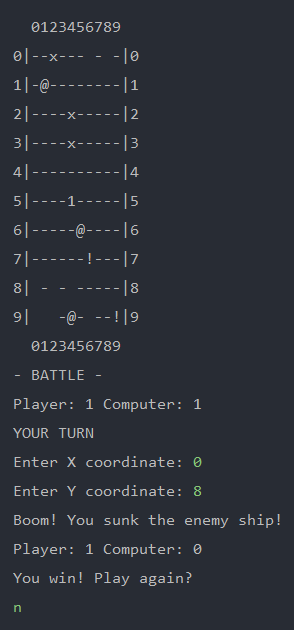 0123456789
0|--x--- - -|0
1|-@--------|1
2|----x-----|2
3|----x-----|3
4|----------|4
5|----1-----|5
6|-----@----|6
7|------!---|7
8| - - -----|8
9|   -@- --!|9
  0123456789
- BATTLE -
Player: 1 Computer: 1
YOUR TURN
Enter X coordinate: 0
Enter Y coordinate: 8
Boom! You sunk the enemy ship!
Player: 1 Computer: 0
You win! Play again?
n